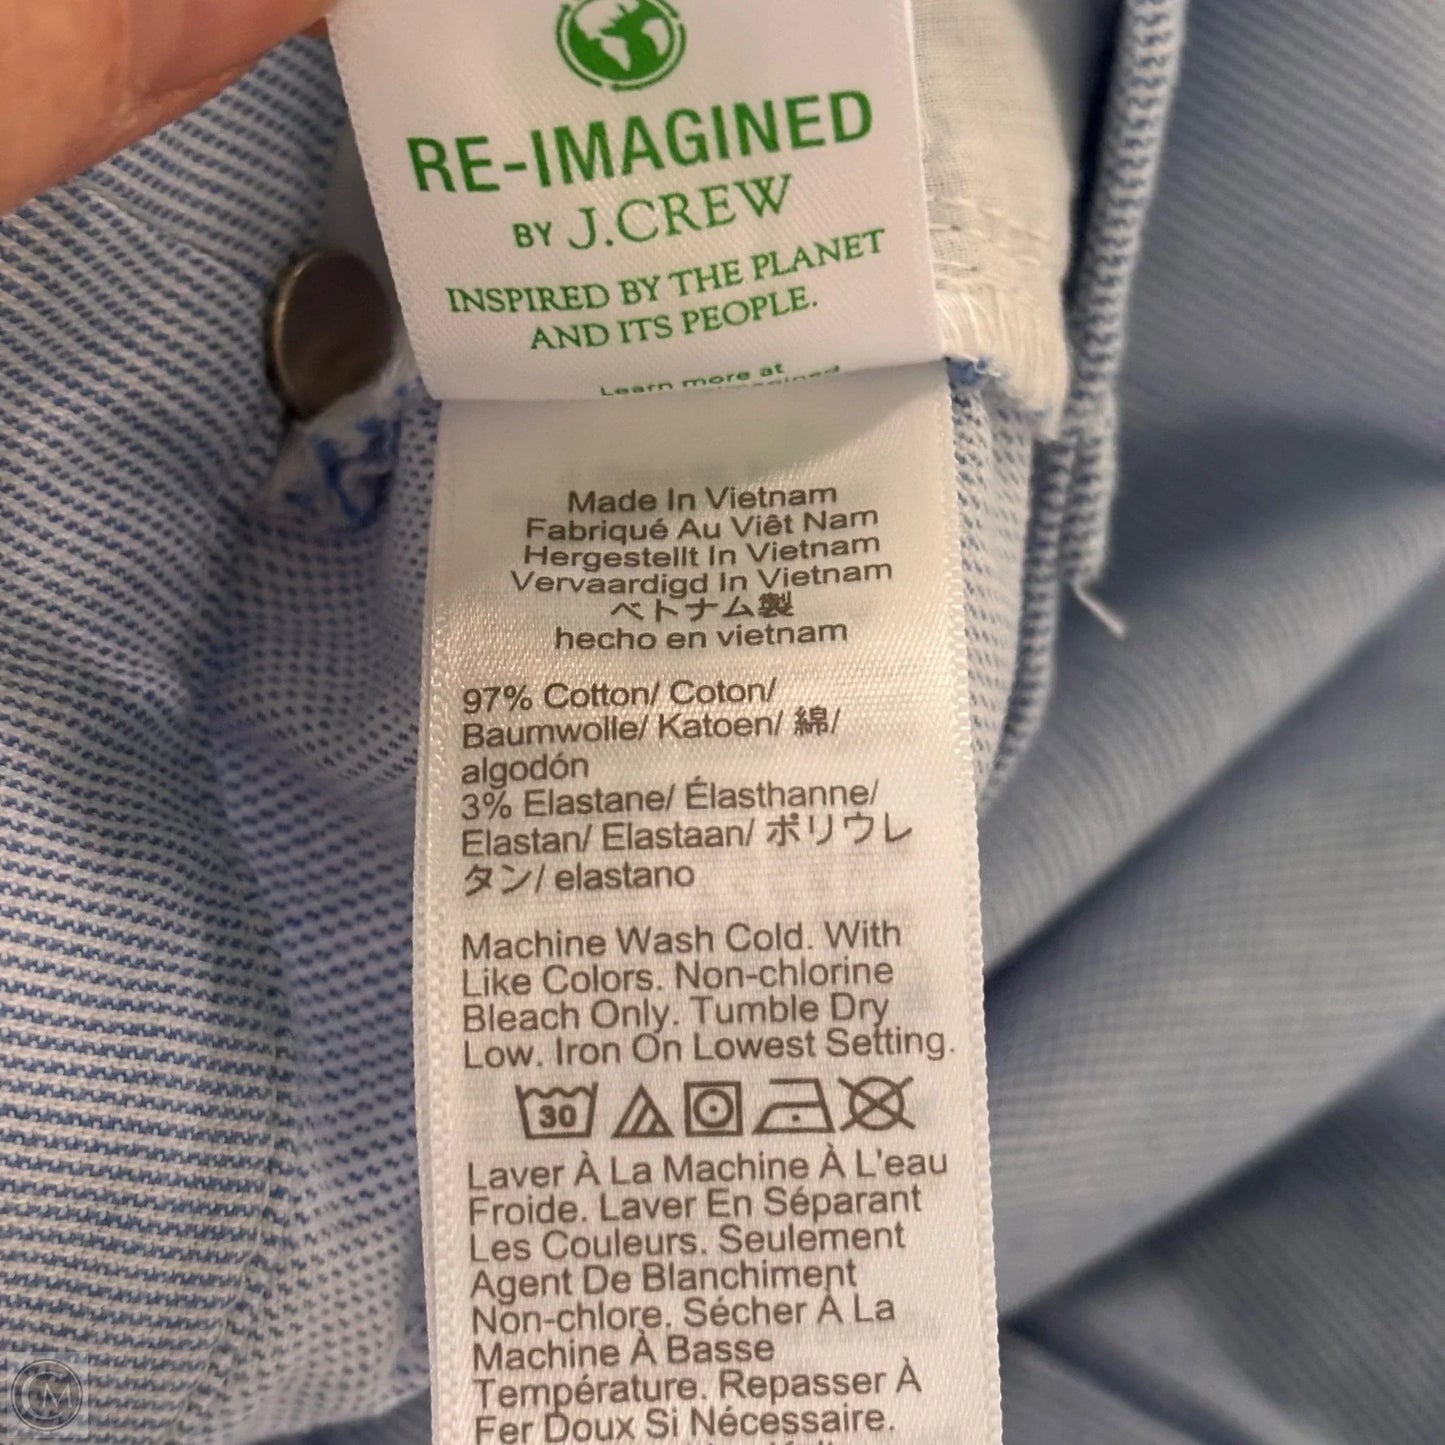 RE-IMAGINED
BY J.CREW
INSPIRED BY THE PLANET
AND ITS PEOPLE.
Learn more at
Made In Vietnam
Fabriqué Au Viêt Nam
Hergestellt In Vietnam
Vervaardigd In Vietnam
ベトナム製
hecho en vietnam
97% Cotton/ Coton/
Baumwolle/ Katoen/ 綿/
algodón
3% Elastane/ Élasthanne/
Elastan/ Elastaan/ ポリウレ
タン/ elastano
Machine Wash Cold. With
Like Colors. Non-chlorine
Bleach Only. Tumble Dry
Low. Iron On Lowest Setting.
30
Laver À La Machine À L'eau
Froide. Laver En Séparant
Les Couleurs. Seulement
Agent De Blanchiment
Non-chlore. Sécher À La
Machine À Basse
Température. Repasser À
Fer Doux Si Nécessaire.